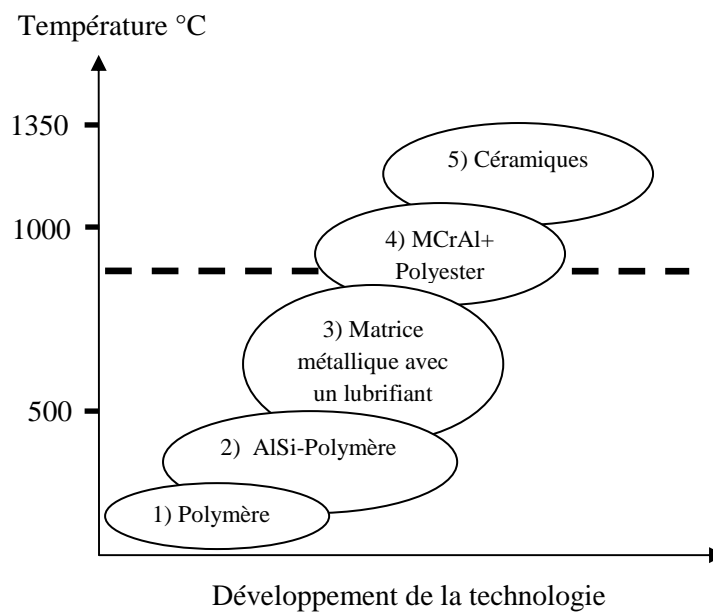 Température °C
1350
5) Céramiques
1000
4) MCrAl+
Polyester
3) Matrice
métallique avec
un lubrifiant
500
2) AlSi-Polymère
1) Polymère
Développement de la technologie